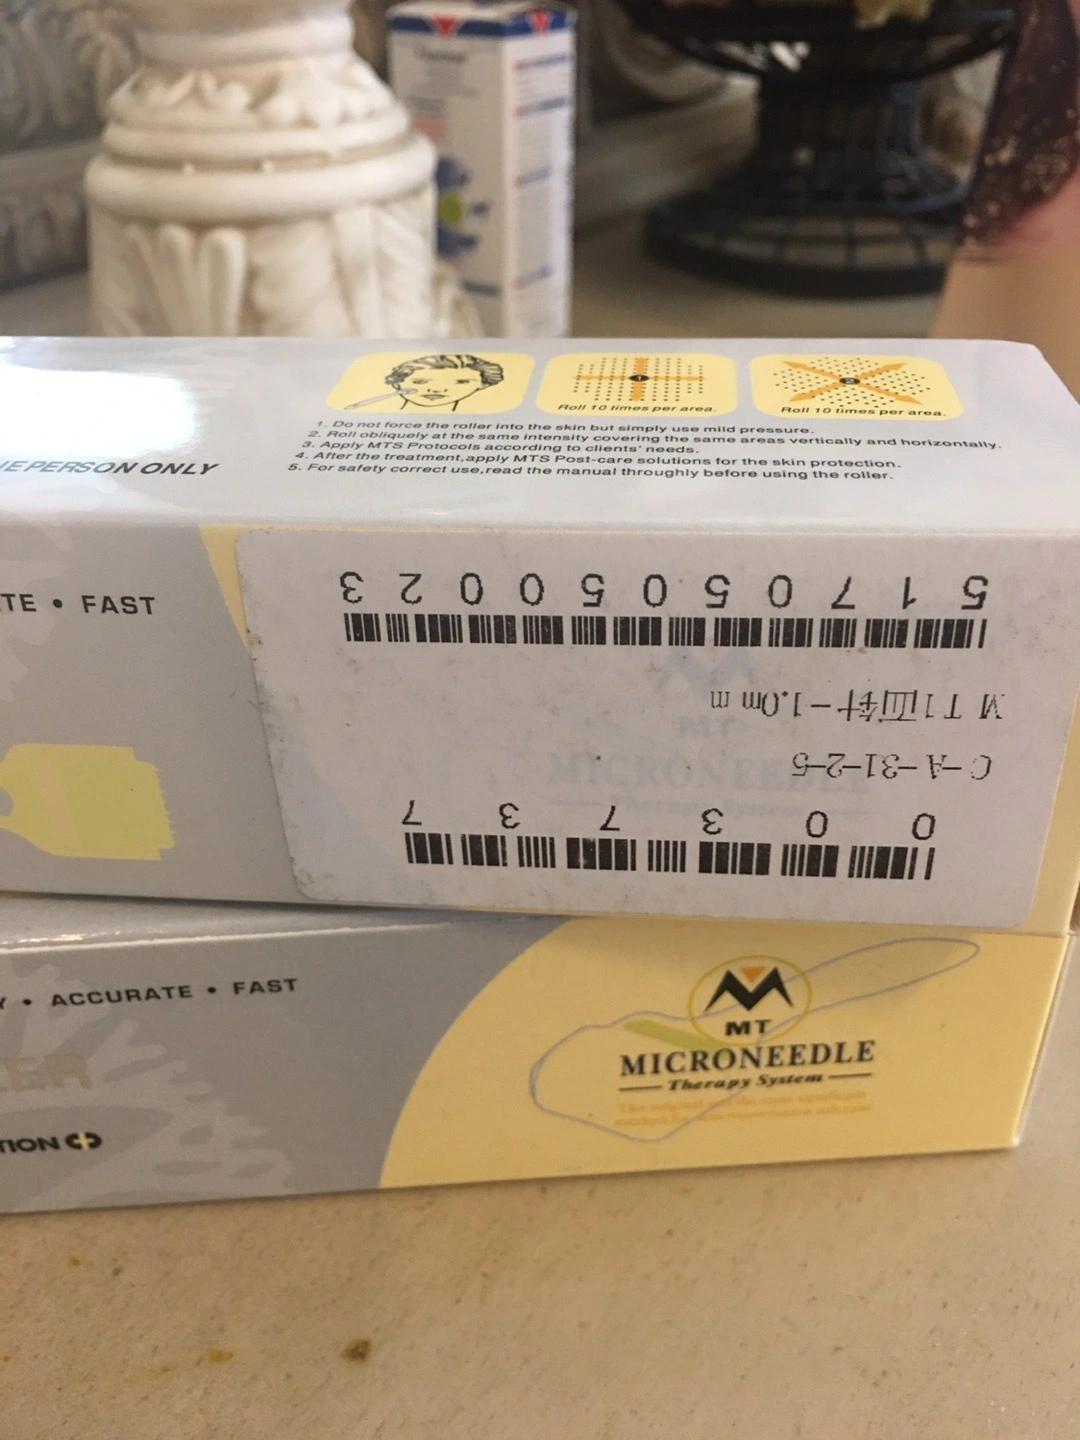 Roll 10 times per area.
Roll 10 times per area.
1. Do not force the roller into the skin but simply use mild pressure.
2. Roll obliquely at the same intensity covering the same areas vertically and horizontally.
3. Apply MTS Protocols according to clients' needs.
4. After the treatment,apply MTS Post-care solutions for the skin protection.
5. For safety correct use,read the manual throughly before using the roller.
PERSON ONLY
TE • FAST
0 0 3 7 3 7
C-A-31-2-5
M T1面针-1.0m m
5 1 7 0 5 0 5 0 0 2 3
Y • ACCURATE • FAST
MT
MICRONEEDLE
Therapy System